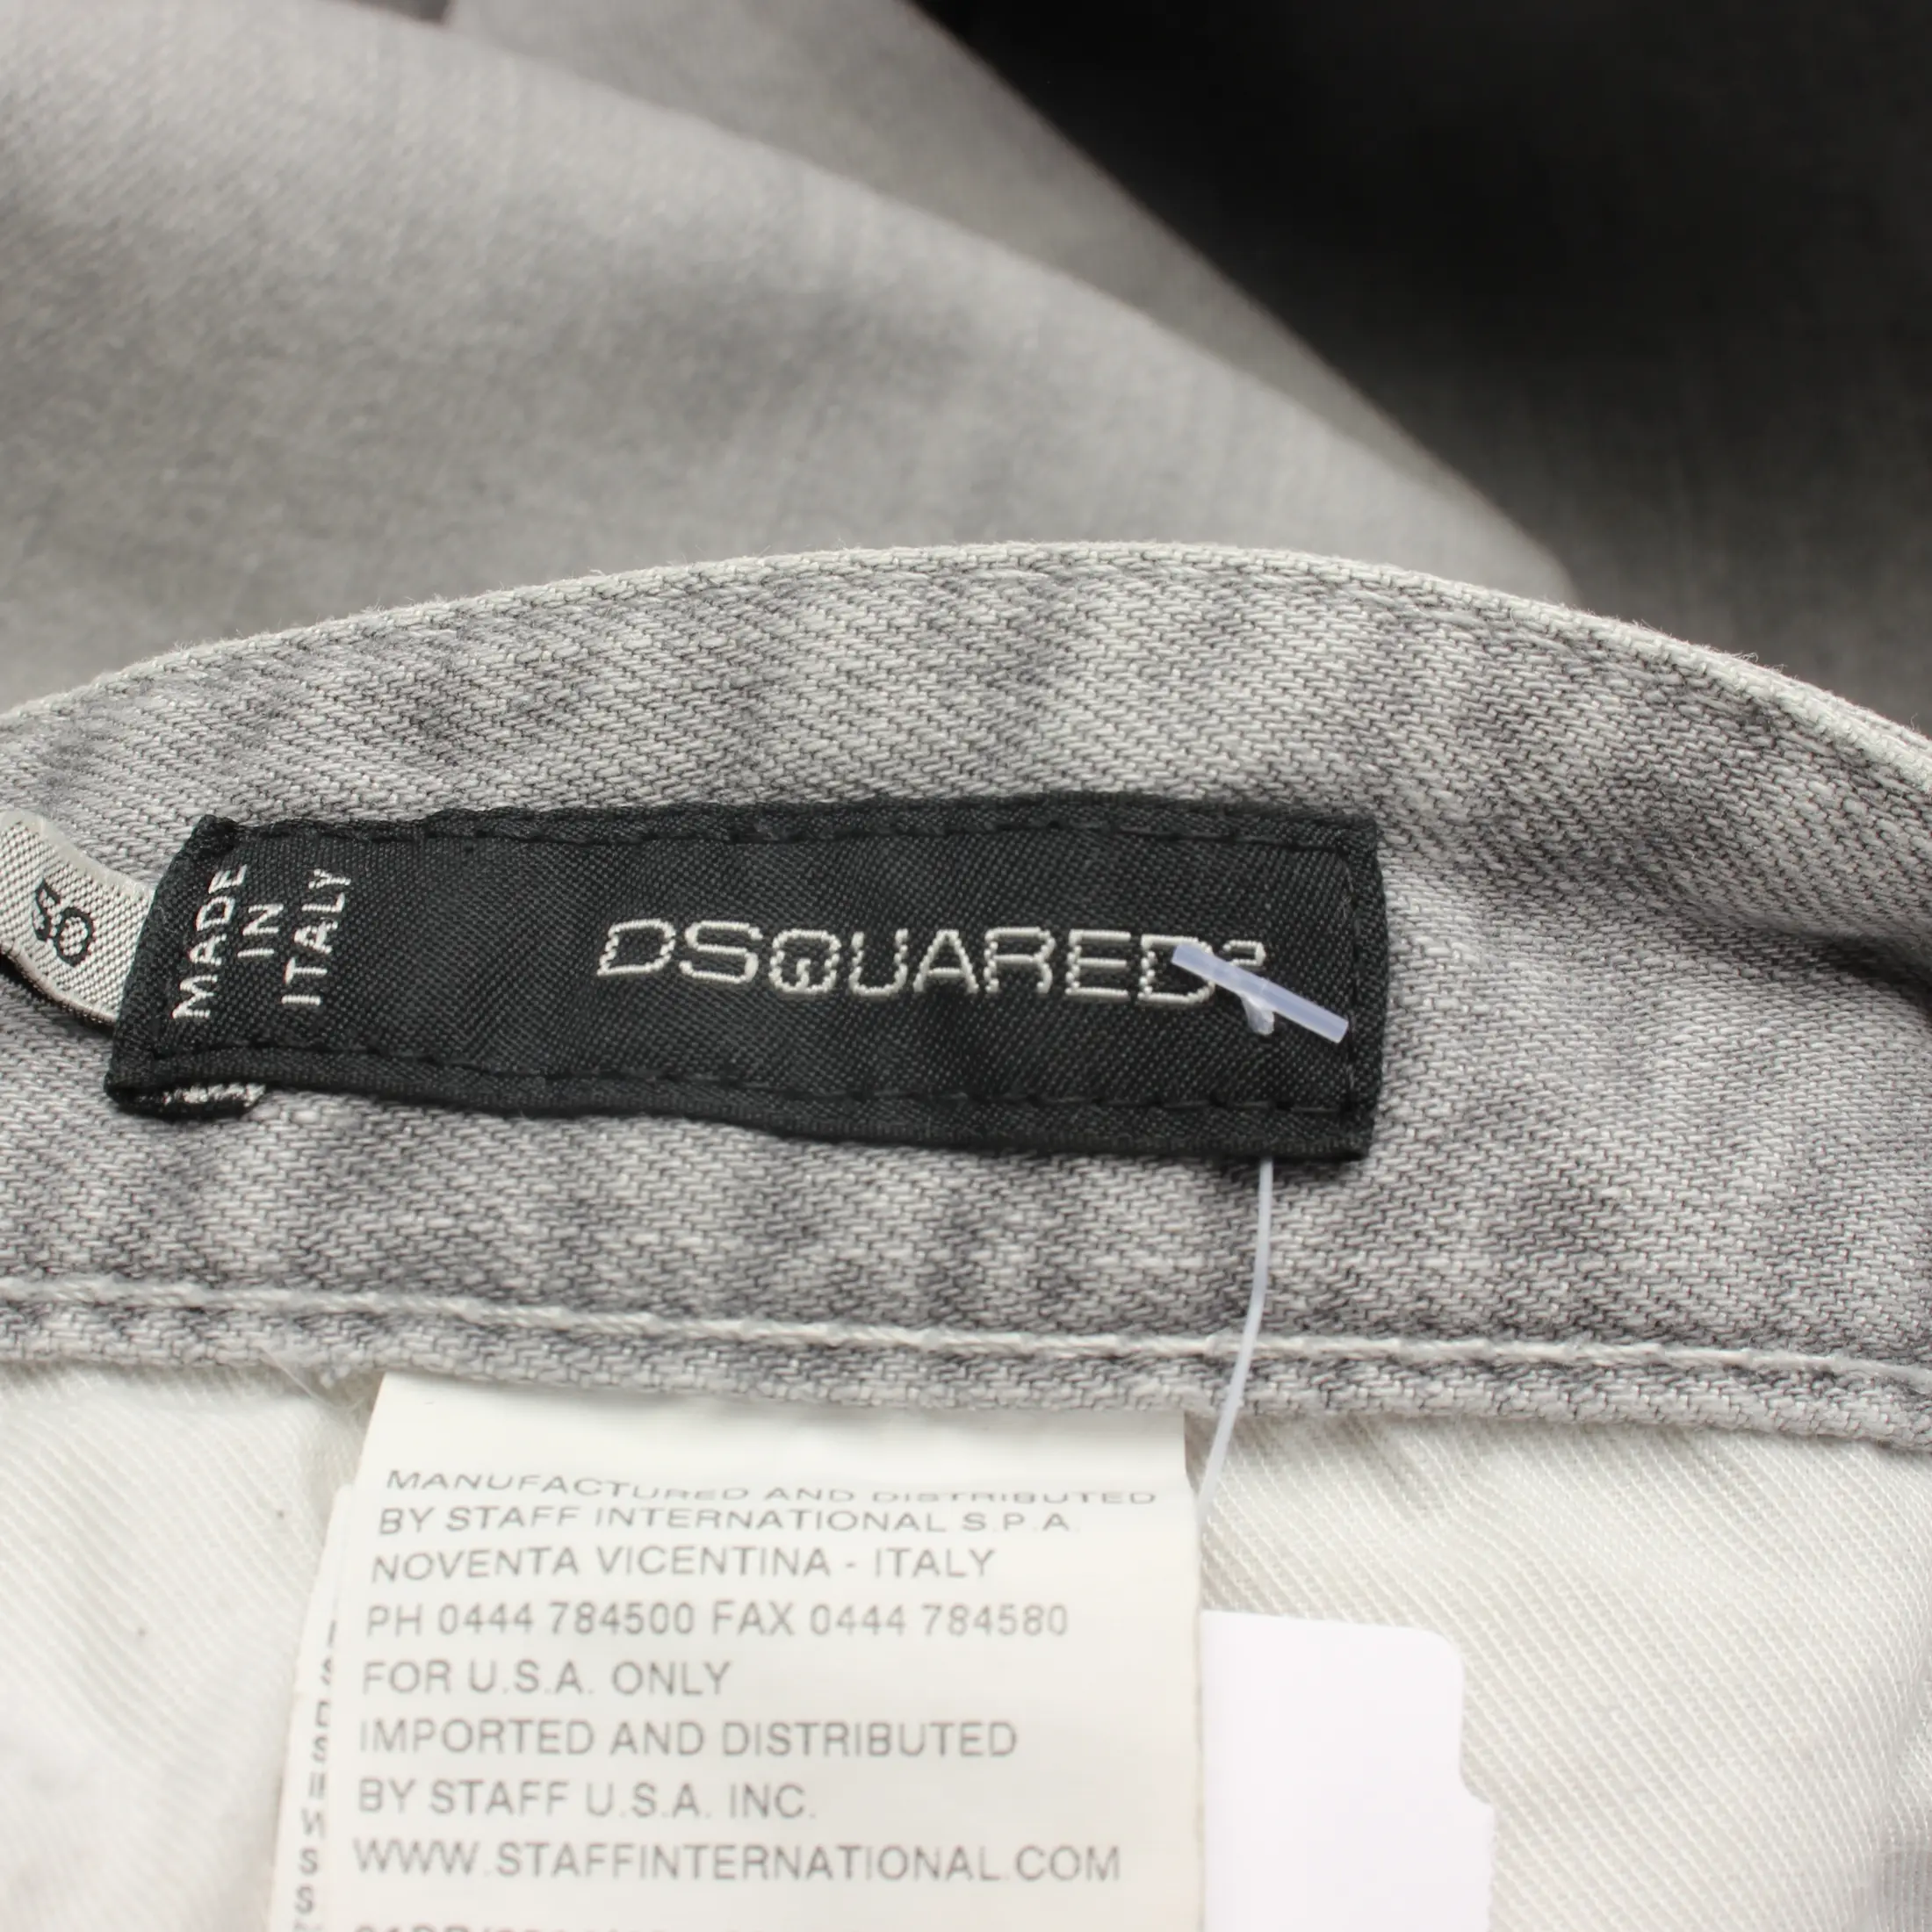 MADE
IN
ITALY
DSQUARED2
MANUFACTURED AND DISTRIBUTED
BY STAFF INTERNATIONAL S.P.A.
NOVENTA VICENTINA - ITALY
PH 0444 784500 FAX 0444 784580
FOR U.S.A. ONLY
IMPORTED AND DISTRIBUTED
BY STAFF U.S.A. INC.
WWW.STAFFINTERNATIONAL.COM